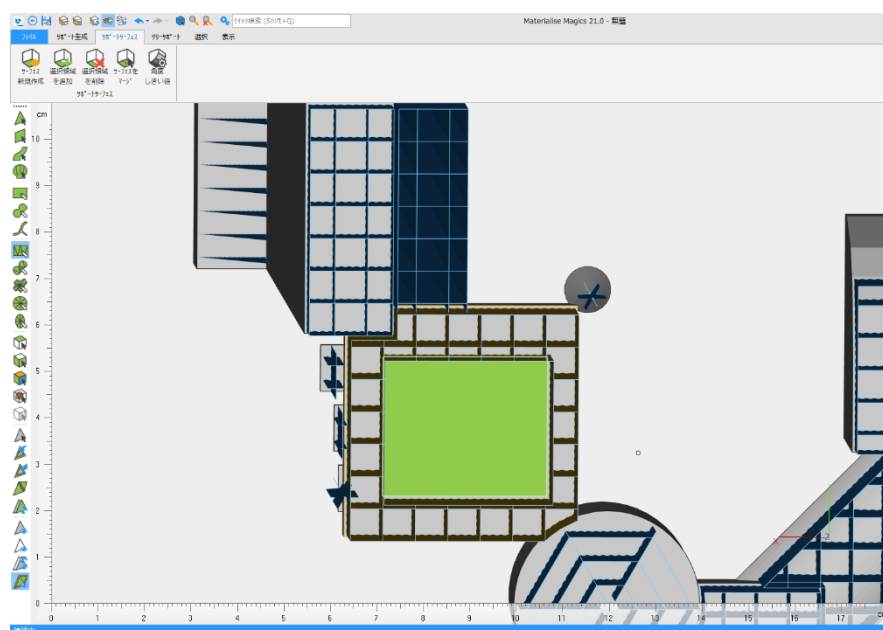 クイック検索 (Shift+Q)
Materialise Magics 21.0 - 無題
ファイル ｻﾎﾟｰﾄ生成 ｻﾎﾟｰﾄｻｰﾌｪｽ ﾂﾘｰｻﾎﾟｰﾄ 選択 表示
ｻｰﾌｪｽ 選択領域 選択領域 ｻｰﾌｪｽを 角度
新規作成 を追加 を削除 ﾏｰｼﾞ しきい値
ｻﾎﾟｰﾄｻｰﾌｪｽ
cm
10
9
8
7
6
5
4
3
2
1
0
0 1 2 3 4 5 6 7 8 9 10 11 12 13 14 15 16 17
X
Z